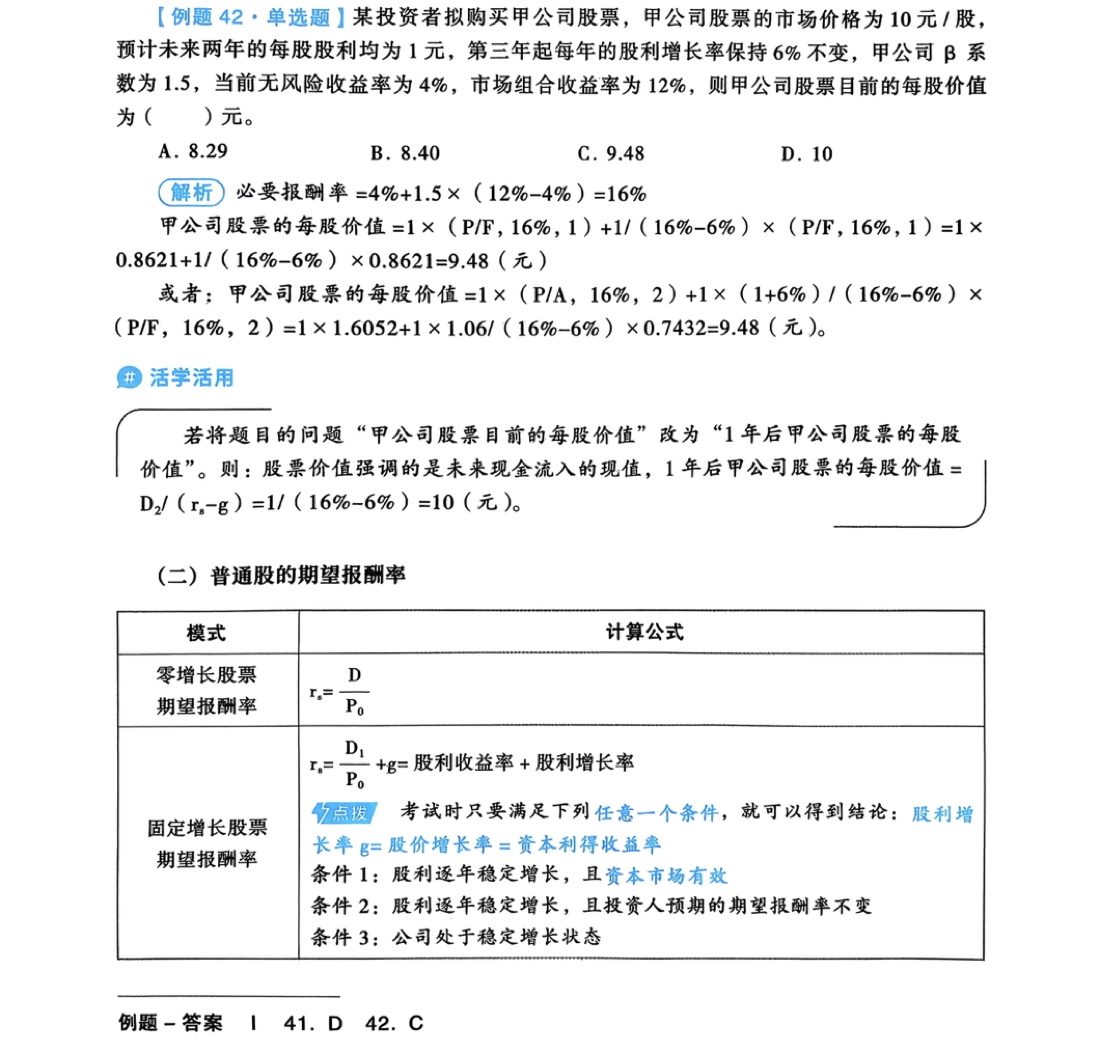 【例题 42·单选题】某投资者拟购买甲公司股票，甲公司股票的市场价格为 10 元 / 股，
预计未来两年的每股股利均为 1 元，第三年起每年的股利增长率保持 6% 不变，甲公司 β 系
数为 1.5，当前无风险收益率为 4%，市场组合收益率为 12%，则甲公司股票目前的每股价值
为（　　）元。
A. 8.29　B. 8.40　C. 9.48　D. 10
解析 必要报酬率 =4%+1.5×（12%–4%）=16%
甲公司股票的每股价值 =1×（P/F，16%，1）+1/（16%–6%）×（P/F，16%，1）=1×
0.8621+1/（16%–6%）×0.8621=9.48（元）
或者：甲公司股票的每股价值 =1×（P/A，16%，2）+1×（1+6%）/（16%–6%）×
（P/F，16%，2）=1×1.6052+1×1.06/（16%–6%）×0.7432=9.48（元）。
# 活学活用
若将题目的问题“甲公司股票目前的每股价值”改为“1 年后甲公司股票的每股
价值”。则：股票价值强调的是未来现金流入的现值，1 年后甲公司股票的每股价值 =
D₂/（rₛ–g）=1/（16%–6%）=10（元）。
（二）普通股的期望报酬率
模式　计算公式
零增长股票
期望报酬率
rₛ= D/P₀
固定增长股票
期望报酬率
rₛ= D₁/P₀ +g= 股利收益率 + 股利增长率
点拨 考试时只要满足下列任意一个条件，就可以得到结论：股利增
长率 g= 股价增长率 = 资本利得收益率
条件 1：股利逐年稳定增长，且资本市场有效
条件 2：股利逐年稳定增长，且投资人预期的期望报酬率不变
条件 3：公司处于稳定增长状态
例题 – 答案　|　41. D　42. C